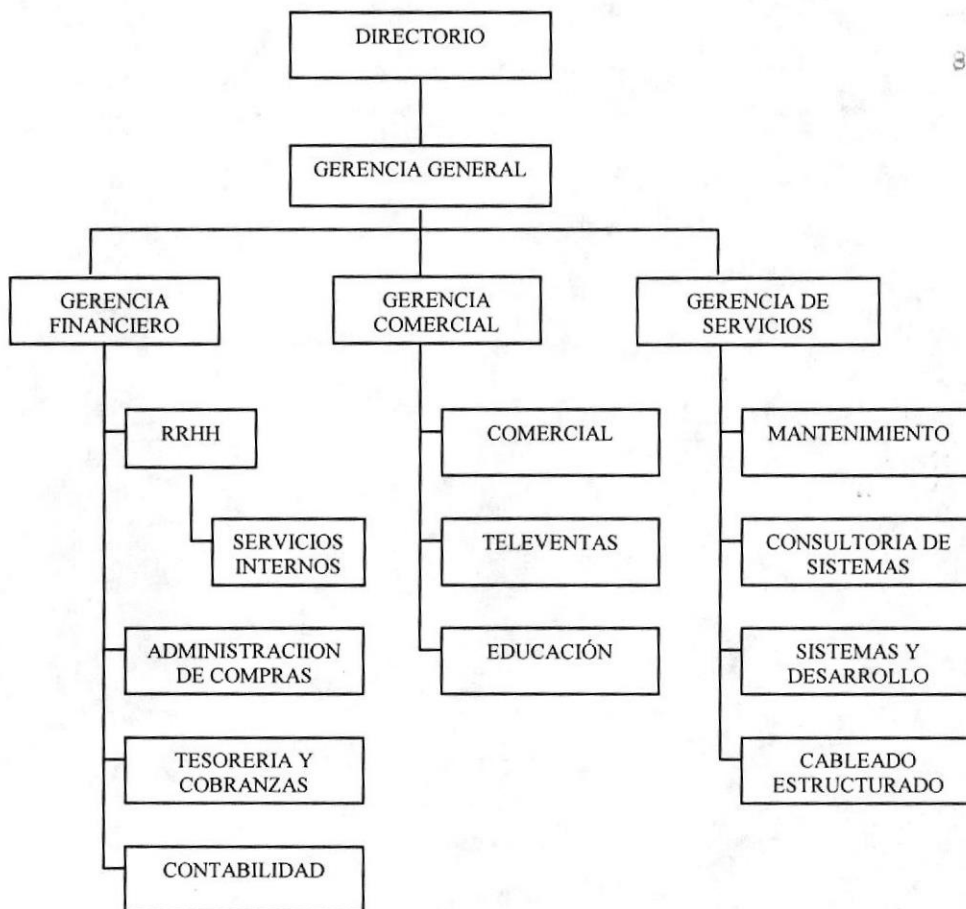 DIRECTORIO
GERENCIA GENERAL
GERENCIA
FINANCIERO
GERENCIA
COMERCIAL
GERENCIA DE
SERVICIOS
RRHH
SERVICIOS
INTERNOS
ADMINISTRACIION
DE COMPRAS
TESORERIA Y
COBRANZAS
CONTABILIDAD
COMERCIAL
TELEVENTAS
EDUCACIÓN
MANTENIMIENTO
CONSULTORIA DE
SISTEMAS
SISTEMAS Y
DESARROLLO
CABLEADO
ESTRUCTURADO